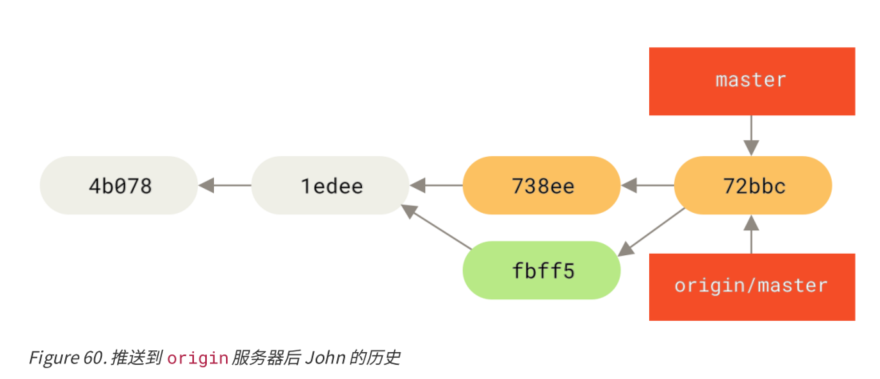 master
4b078
1edee
738ee
72bbc
fbff5
origin/master
Figure 60. 推送到 origin 服务器后 John 的历史